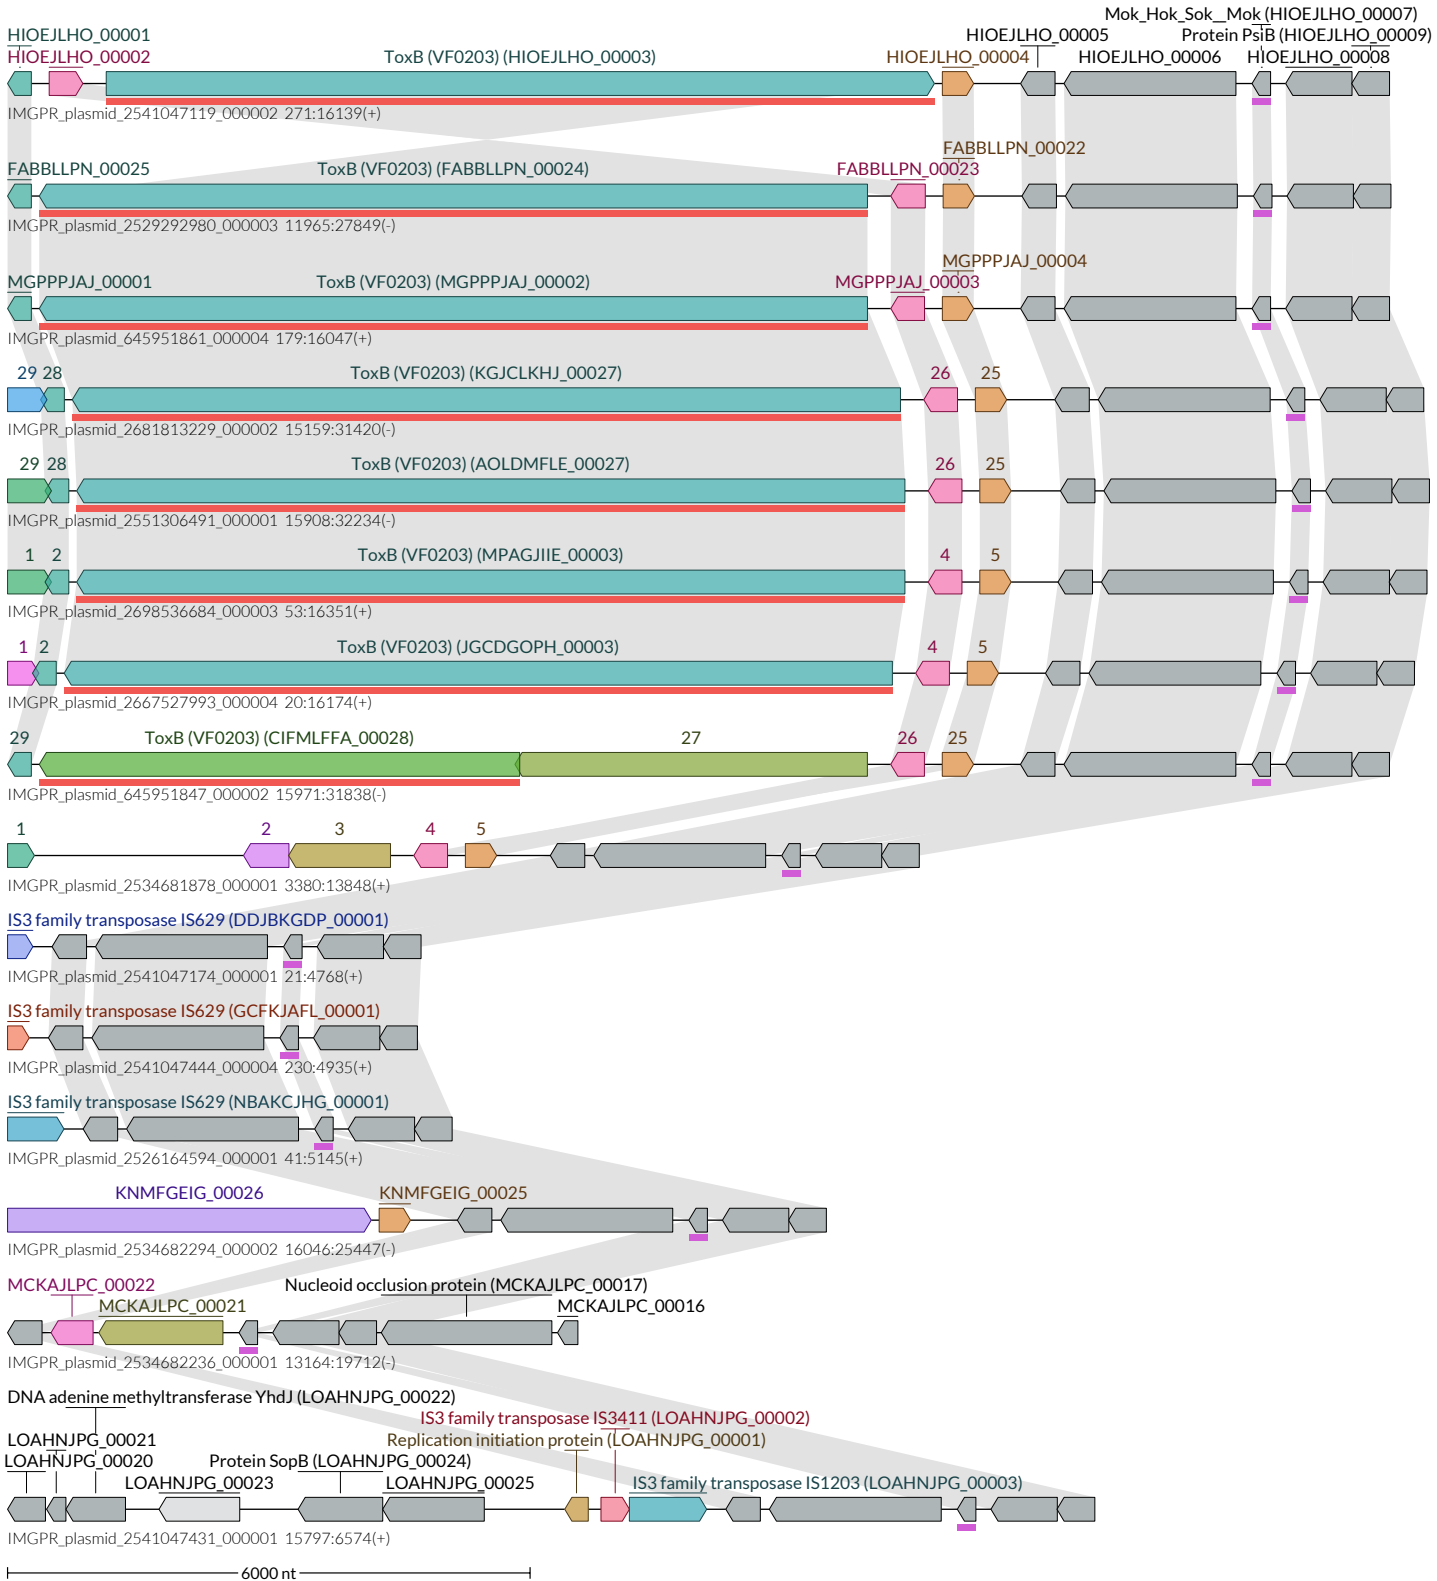 Mok_Hok_Sok__Mok (HIOEJLHO_00007)
HIOEJLHO_00001 HIOEJLHO_00005 Protein PsiB (HIOEJLHO_00009)
HIOEJLHO_00002 ToxB (VF0203) (HIOEJLHO_00003) HIOEJLHO_00004 HIOEJLHO_00006 HIOEJLHO_00008
IMGPR_plasmid_2541047119_000002 271:16139(+)
FABBLLPN_00022
FABBLLPN_00025 ToxB (VF0203) (FABBLLPN_00024) FABBLLPN_00023
IMGPR_plasmid_2529292980_000003 11965:27849(-)
MGPPPJAJ_00004
MGPPPJAJ_00001 ToxB (VF0203) (MGPPPJAJ_00002) MGPPPJAJ_00003
IMGPR_plasmid_645951861_000004 179:16047(+)
29 28 ToxB (VF0203) (KGJCLKHJ_00027) 26 25
IMGPR_plasmid_2681813229_000002 15159:31420(-)
29 28 ToxB (VF0203) (AOLDMFLE_00027) 26 25
IMGPR_plasmid_2551306491_000001 15908:32234(-)
1 2 ToxB (VF0203) (MPAGJIIE_00003) 4 5
IMGPR_plasmid_2698536684_000003 53:16351(+)
1 2 ToxB (VF0203) (JGCDGOPH_00003) 4 5
IMGPR_plasmid_2667527993_000004 20:16174(+)
29 ToxB (VF0203) (CIFMLFFA_00028) 27 26 25
IMGPR_plasmid_645951847_000002 15971:31838(-)
1 2 3 4 5
IMGPR_plasmid_2534681878_000001 3380:13848(+)
IS3 family transposase IS629 (DDJBKGDP_00001)
IMGPR_plasmid_2541047174_000001 21:4768(+)
IS3 family transposase IS629 (GCFKJAFL_00001)
IMGPR_plasmid_2541047444_000004 230:4935(+)
IS3 family transposase IS629 (NBAKCJHG_00001)
IMGPR_plasmid_2526164594_000001 41:5145(+)
KNMFGEIG_00026 KNMFGEIG_00025
IMGPR_plasmid_2534682294_000002 16046:25447(-)
MCKAJLPC_00022 Nucleoid occlusion protein (MCKAJLPC_00017)
MCKAJLPC_00021 MCKAJLPC_00016
IMGPR_plasmid_2534682236_000001 13164:19712(-)
DNA adenine methyltransferase YhdJ (LOAHNJPG_00022)
IS3 family transposase IS3411 (LOAHNJPG_00002)
LOAHNJPG_00021 Replication initiation protein (LOAHNJPG_00001)
LOAHNJPG_00020 Protein SopB (LOAHNJPG_00024)
LOAHNJPG_00023 LOAHNJPG_00025 IS3 family transposase IS1203 (LOAHNJPG_00003)
IMGPR_plasmid_2541047431_000001 15797:6574(+)
6000 nt